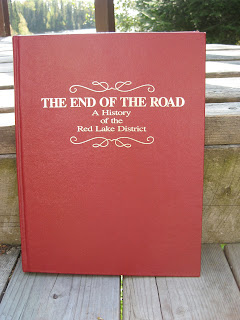 THE END OF THE ROAD
A History
of the
Red Lake District